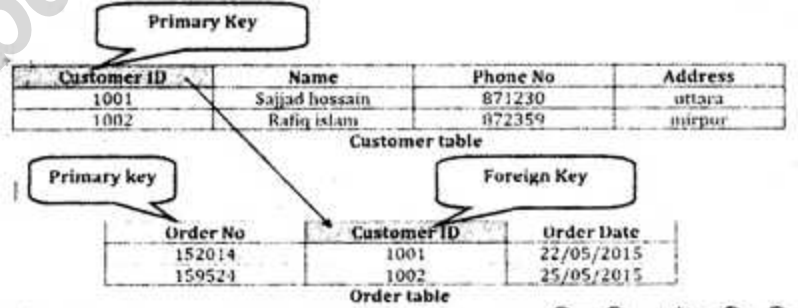 Primary Key
Customer ID Name Phone No Address
1001 Sajjad hossain 871230 uttara
1002 Rafiq islam 872359 mirpur
Customer table
Primary key Foreign Key
Order No Customer ID Order Date
152014 1001 22/05/2015
159524 1002 25/05/2015
Order table